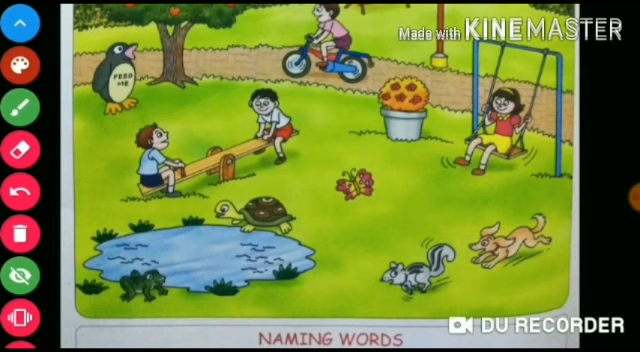 Made with KINEMASTER
FEED
ME
DU RECORDER
NAMING WORDS